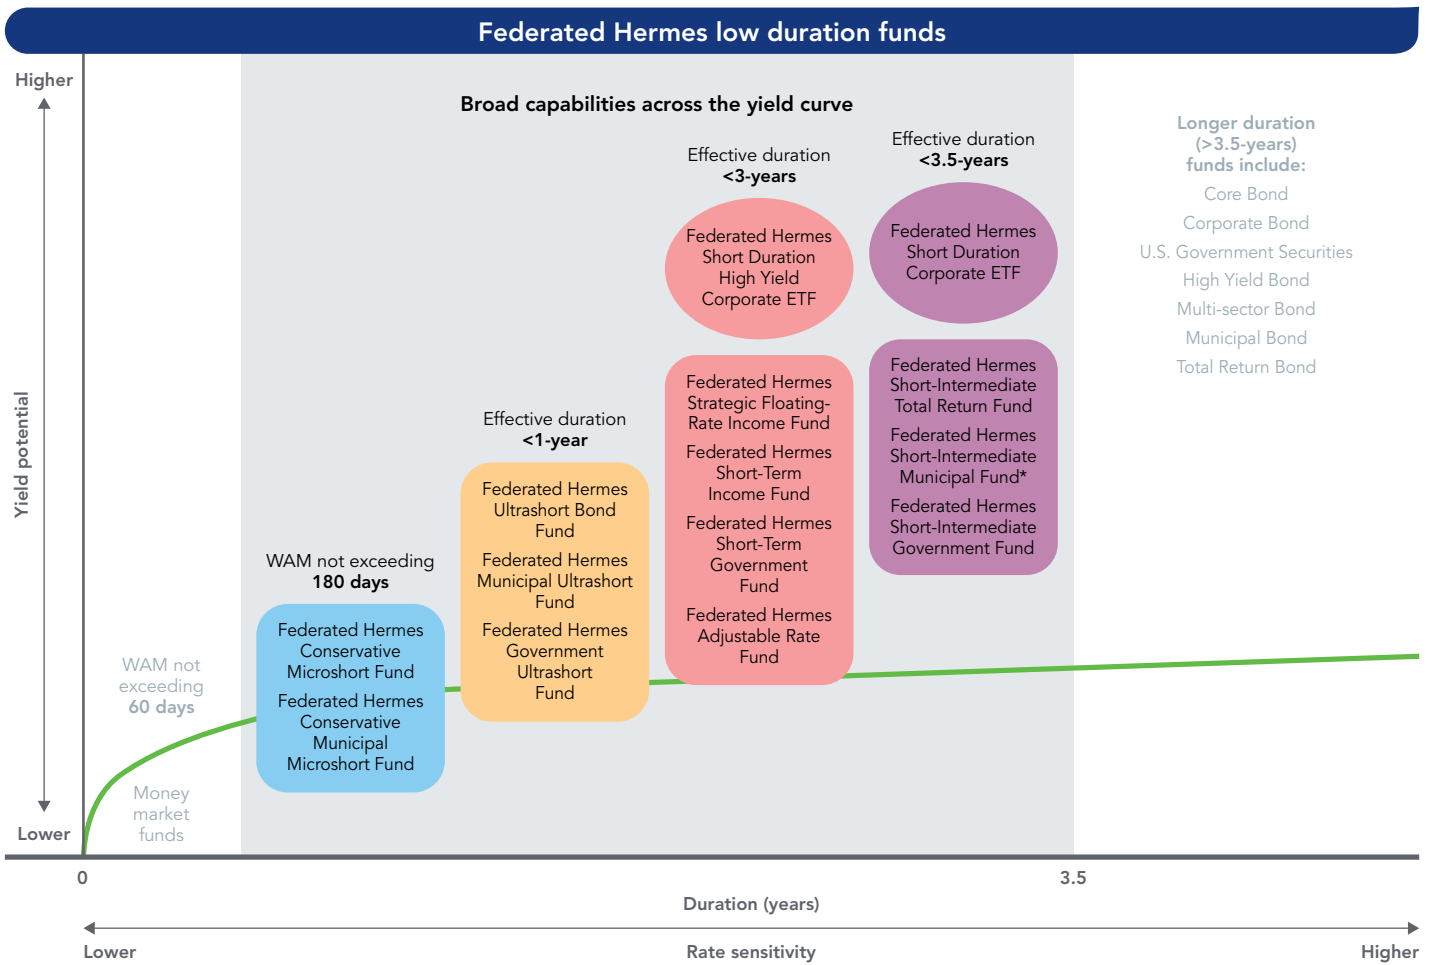 Federated Hermes low duration funds
Higher
Yield potential
Lower
Broad capabilities across the yield curve
WAM not
exceeding
60 days
Money
market
funds
WAM not exceeding
180 days
Federated Hermes
Conservative
Microshort Fund
Federated Hermes
Conservative
Municipal
Microshort Fund
Effective duration
<1-year
Federated Hermes
Ultrashort Bond
Fund
Federated Hermes
Municipal Ultrashort
Fund
Federated Hermes
Government
Ultrashort
Fund
Effective duration
<3-years
Federated Hermes
Short Duration
High Yield
Corporate ETF
Federated Hermes
Strategic Floating-
Rate Income Fund
Federated Hermes
Short-Term
Income Fund
Federated Hermes
Short-Term
Government
Fund
Federated Hermes
Adjustable Rate
Fund
Effective duration
<3.5-years
Federated Hermes
Short Duration
Corporate ETF
Federated Hermes
Short-Intermediate
Total Return Fund
Federated Hermes
Short-Intermediate
Municipal Fund*
Federated Hermes
Short-Intermediate
Government Fund
Longer duration
(>3.5-years)
funds include:
Core Bond
Corporate Bond
U.S. Government Securities
High Yield Bond
Multi-sector Bond
Municipal Bond
Total Return Bond
0
3.5
Duration (years)
Lower
Rate sensitivity
Higher